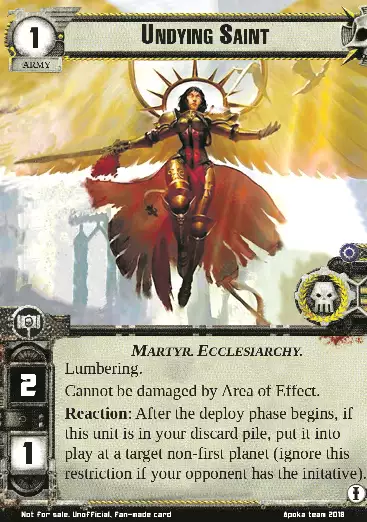 1
UNDYING SAINT
ARMY
MARTYR. ECCLESIARCHY.
2
1
Lumbering.
Cannot be damaged by Area of Effect.
Reaction: After the deploy phase begins, if
this unit is in your discard pile, put it into
play at a target non-first planet (ignore this
restriction if your opponent has the initative).
Not for sale. Unofficial. Fan-made card
Apoka team 2018